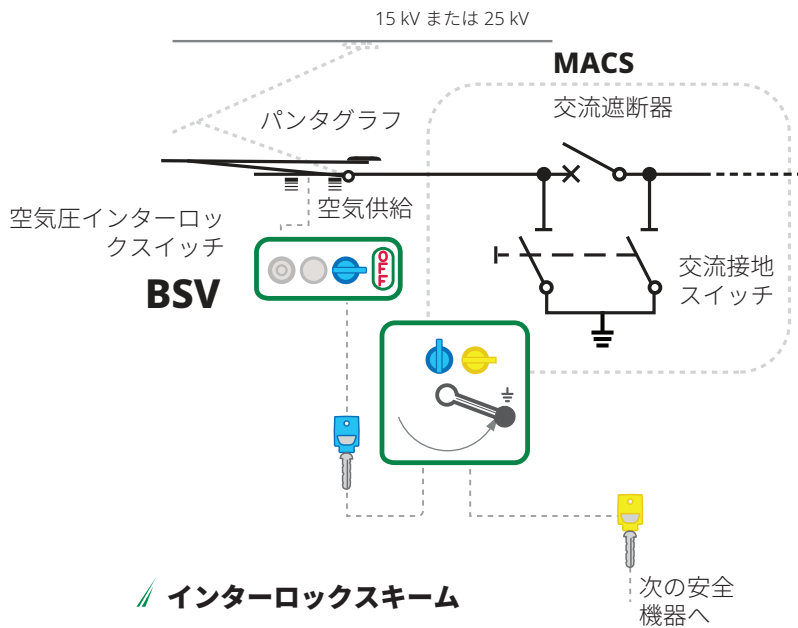 15 kV または 25 kV
MACS
交流遮断器
パンタグラフ
空気供給
空気圧インターロッ
クスイッチ
BSV
OFF
交流接地
スイッチ
インターロックスキーム
次の安全
機器へ